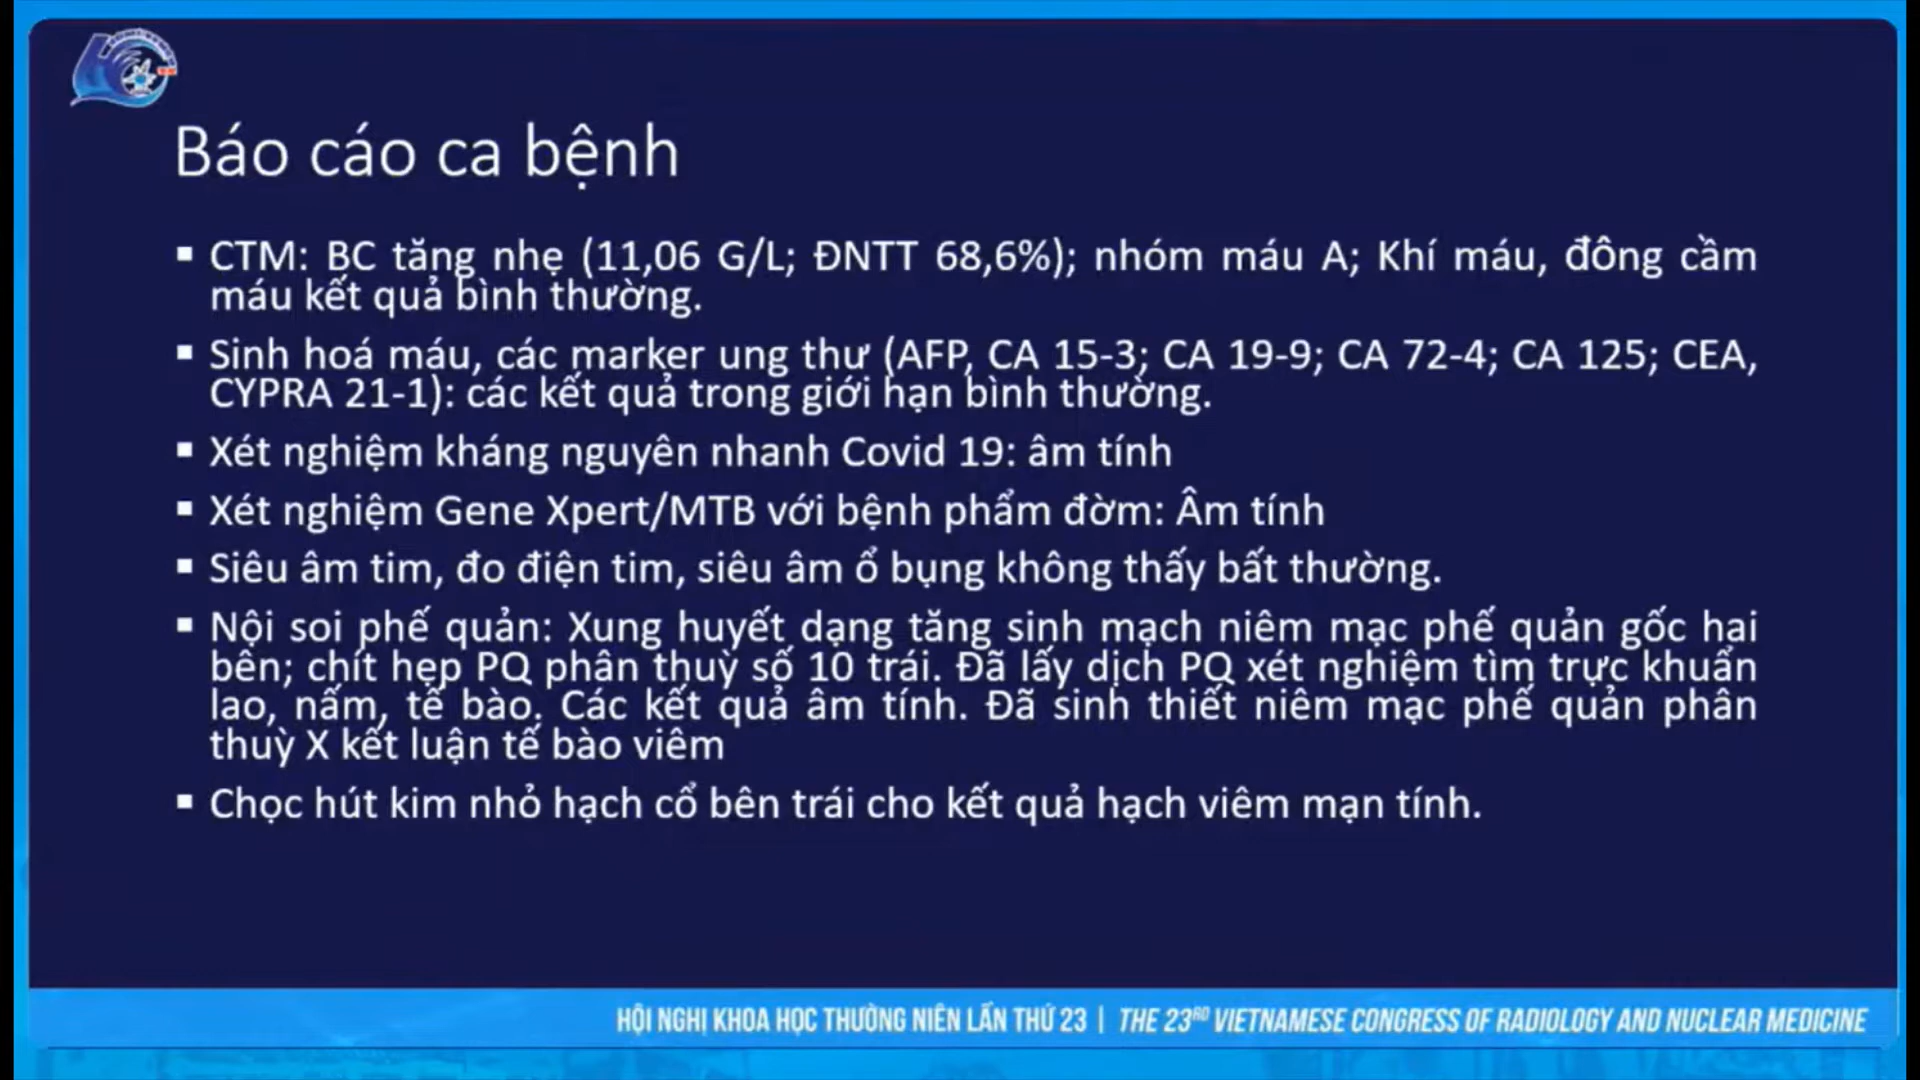 Báo cáo ca bệnh
▪ CTM: BC tăng nhẹ (11,06 G/L; ĐNTT 68,6%); nhóm máu A; Khí máu, đông cầm
máu kết quả bình thường.
▪ Sinh hoá máu, các marker ung thư (AFP, CA 15-3; CA 19-9; CA 72-4; CA 125; CEA,
CYPRA 21-1): các kết quả trong giới hạn bình thường.
▪ Xét nghiệm kháng nguyên nhanh Covid 19: âm tính
▪ Xét nghiệm Gene Xpert/MTB với bệnh phẩm đờm: Âm tính
▪ Siêu âm tim, đo điện tim, siêu âm ổ bụng không thấy bất thường.
▪ Nội soi phế quản: Xung huyết dạng tăng sinh mạch niêm mạc phế quản gốc hai
bên; chít hẹp PQ phân thuỳ số 10 trái. Đã lấy dịch PQ xét nghiệm tìm trực khuẩn
lao, nấm, tế bào. Các kết quả âm tính. Đã sinh thiết niêm mạc phế quản phân
thuỳ X kết luận tế bào viêm
▪ Chọc hút kim nhỏ hạch cổ bên trái cho kết quả hạch viêm mạn tính.
HỘI NGHỊ KHOA HỌC THƯỜNG NIÊN LẦN THỨ 23 | THE 23RD VIETNAMESE CONGRESS OF RADIOLOGY AND NUCLEAR MEDICINE